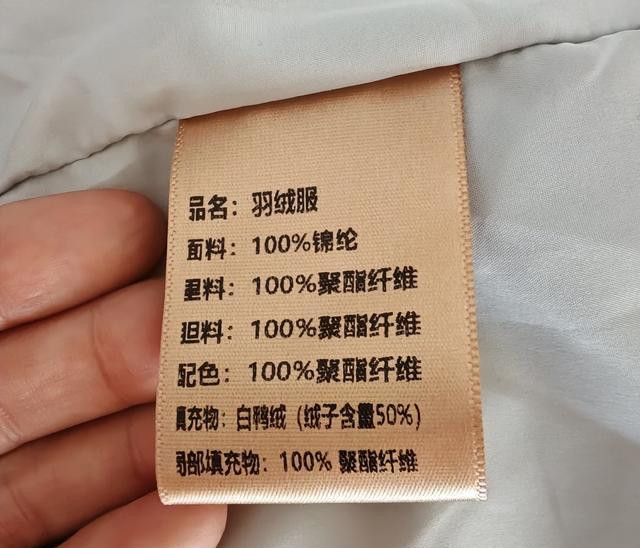 品名：羽绒服
面料：100%锦纶
里料：100%聚酯纤维
胆料：100%聚酯纤维
配色：100%聚酯纤维
填充物：白鸭绒（绒子含量50%）
局部填充物：100% 聚酯纤维